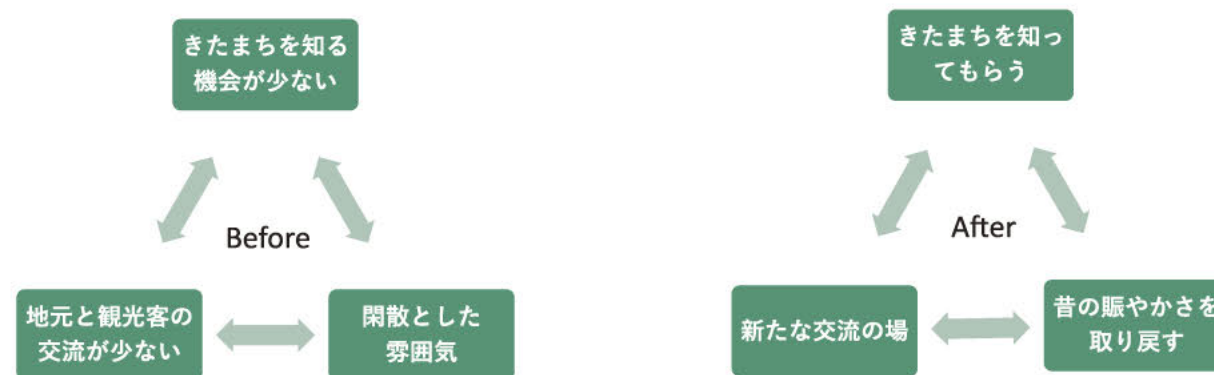 きたまちを知る
機会が少ない
Before
地元と観光客の
交流が少ない
閑散とした
雰囲気
きたまちを知っ
てもらう
After
新たな交流の場
昔の賑やかさを
取り戻す